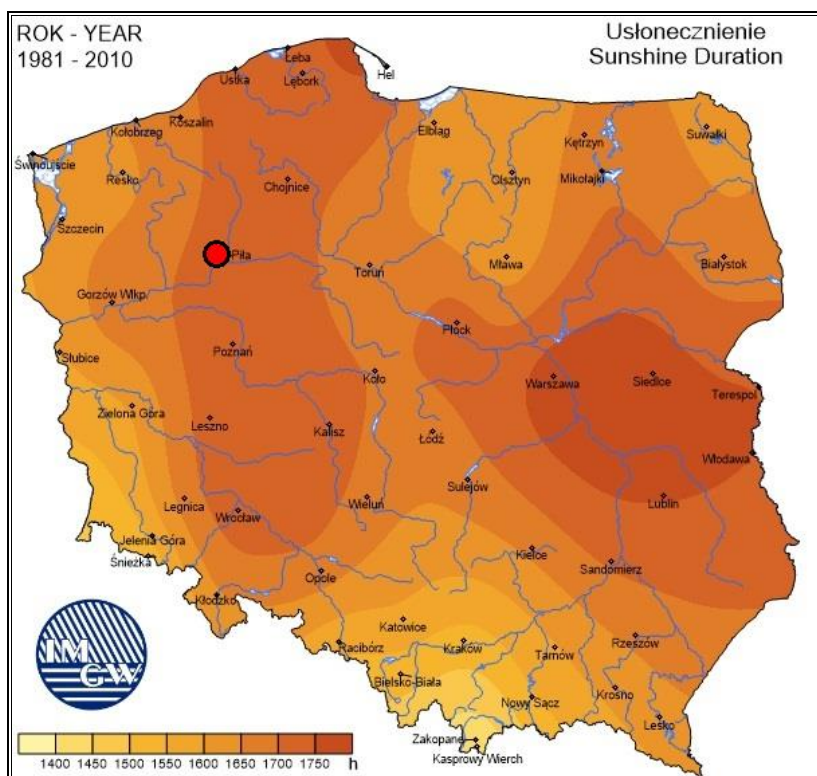 ROK - YEAR
1981 - 2010
Usłonecznienie
Sunshine Duration
Łeba
Hel
Ustka
Lębork
Koszalin
Kołobrzeg
Elbląg
Kętrzyn
Suwałki
Świnoujście
Resko
Chojnice
Olsztyn
Mikołajki
Szczecin
Piła
Toruń
Mława
Białystok
Gorzów Wlkp.
Płock
Słubice
Poznań
Koło
Warszawa
Siedlce
Terespol
Zielona Góra
Leszno
Kalisz
Łódź
Włodawa
Sulejów
Legnica
Wrocław
Wieluń
Lublin
Jelenia Góra
Śnieżka
Kielce
Opole
Sandomierz
Kłodzko
Katowice
Racibórz
Kraków
Tarnów
Rzeszów
Bielsko-Biała
Nowy Sącz
Krosno
Lesko
Zakopane
Kasprowy Wierch
IM
GW
1400 1450 1500 1550 1600 1650 1700 1750 h